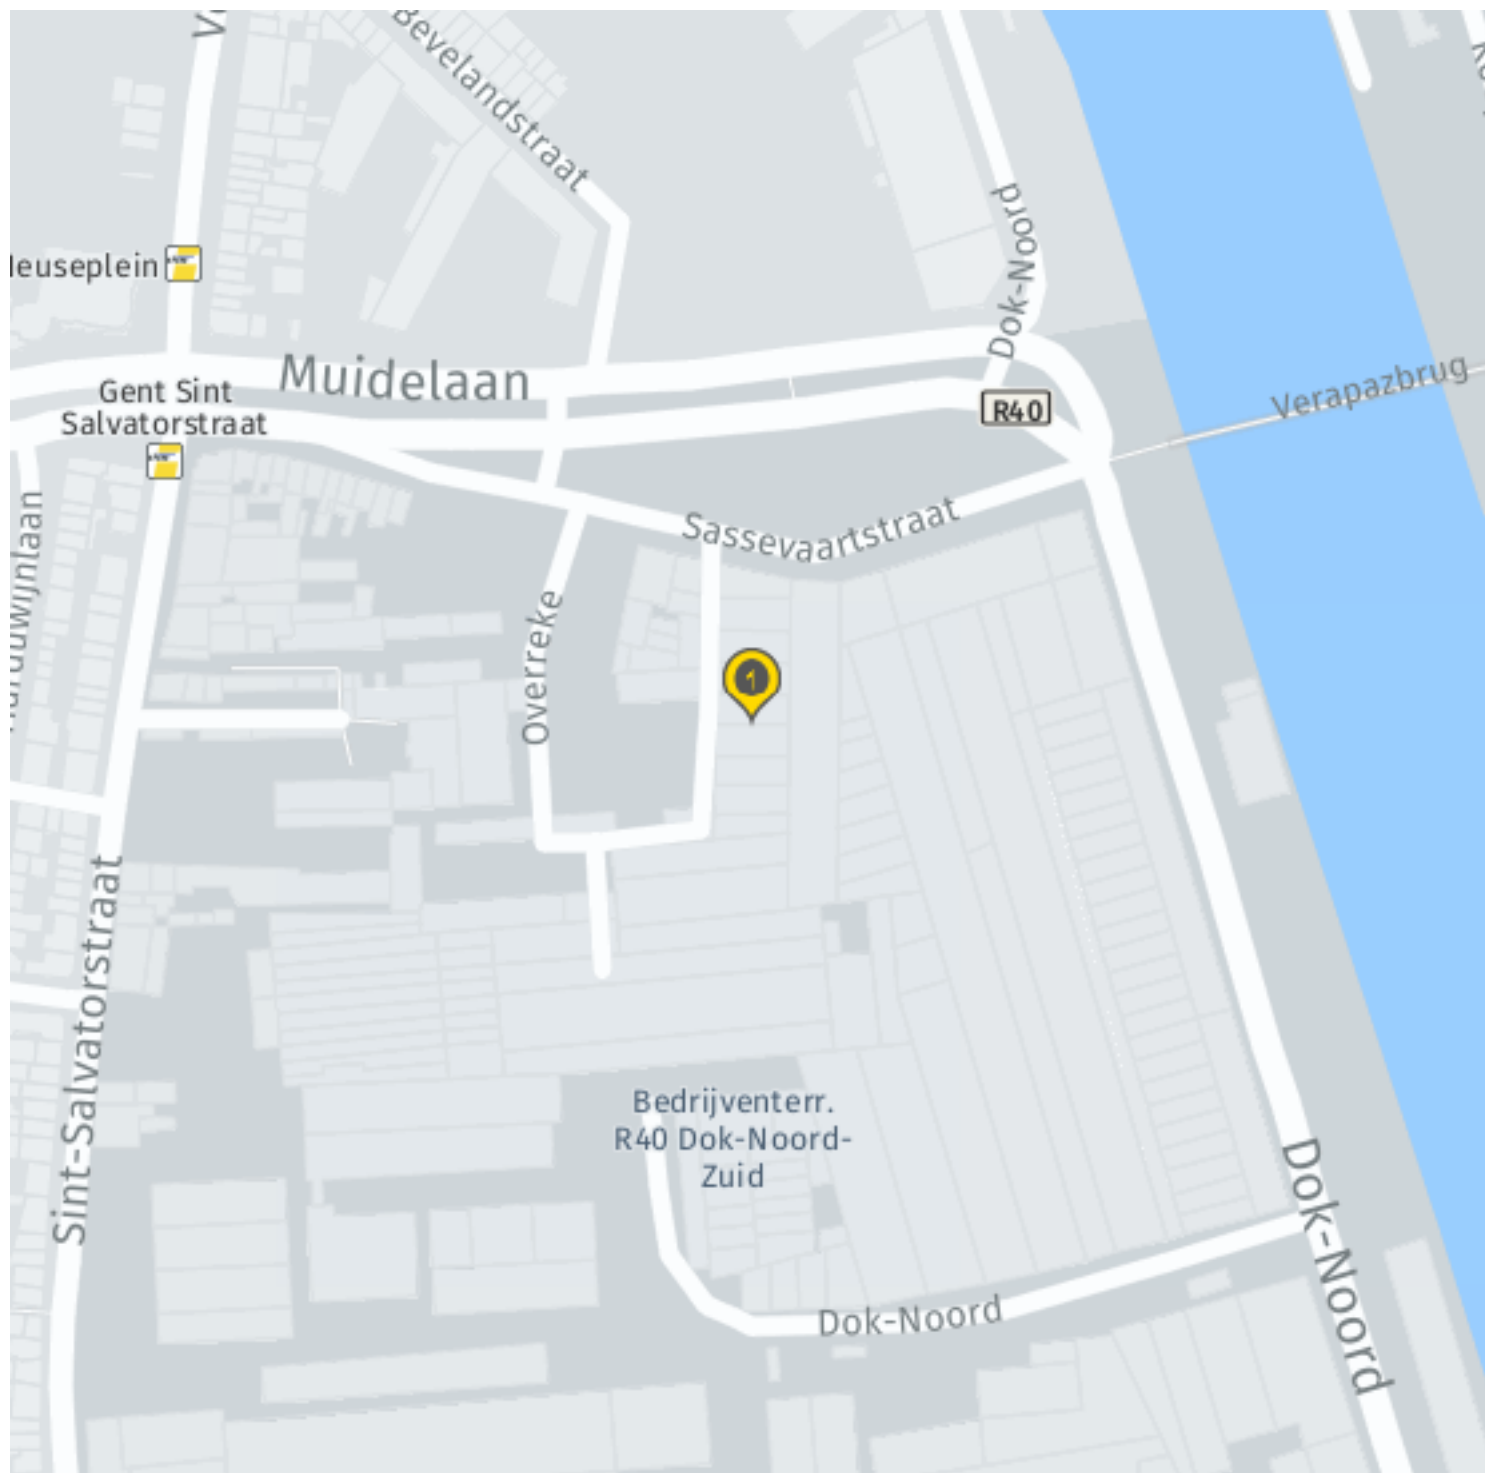 Bevelandstraat
Dok-Noord
Muidelaan
Gent Sint
Salvatorstraat
R40
Verapazbrug
Sassevaartstraat
Overreke
1
Sint-Salvatorstraat
Bedrijventerr.
R40 Dok-Noord-
Zuid
Dok-Noord
Dok-Noord